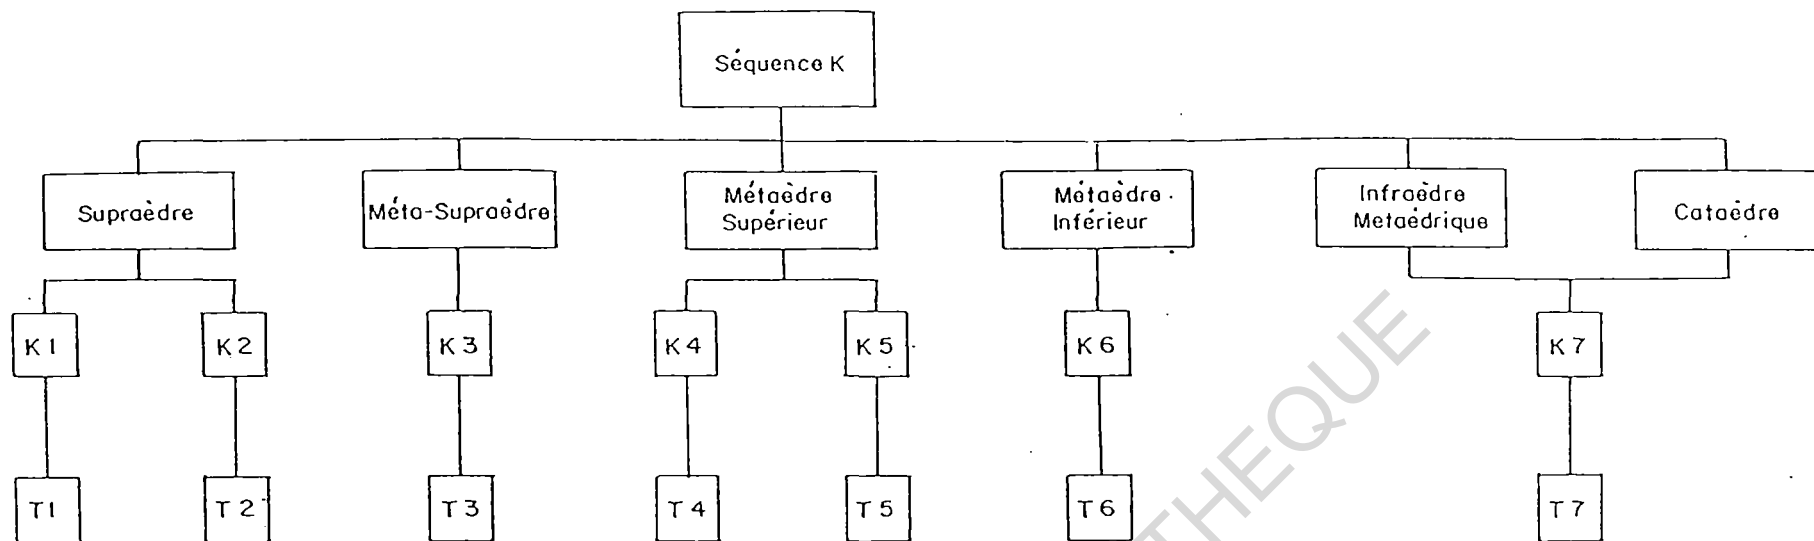 Séquence K
Supraèdre
Méta-Supraèdre
Métaèdre
Supérieur
Métaèdre
Inférieur
Infraèdre
Metaédrique
Cataèdre
K1
K2
K3
K4
K5
K6
K7
T1
T2
T3
T4
T5
T6
T7
THEQUE